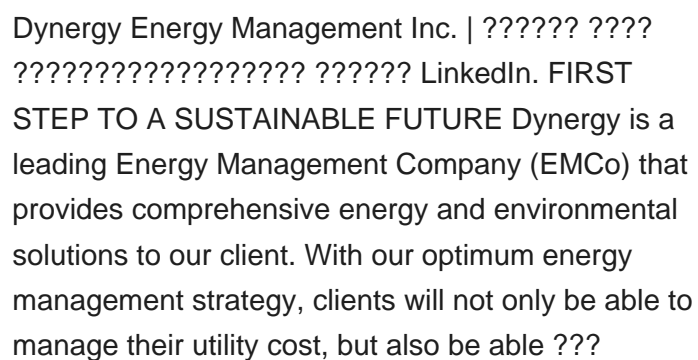 Dynergy Energy Management Inc. | ?????? ????
?????????????????? ?????? LinkedIn. FIRST
STEP TO A SUSTAINABLE FUTURE Dynergy is a
leading Energy Management Company (EMCo) that
provides comprehensive energy and environmental
solutions to our client. With our optimum energy
management strategy, clients will not only be able to
manage their utility cost, but also be able ???